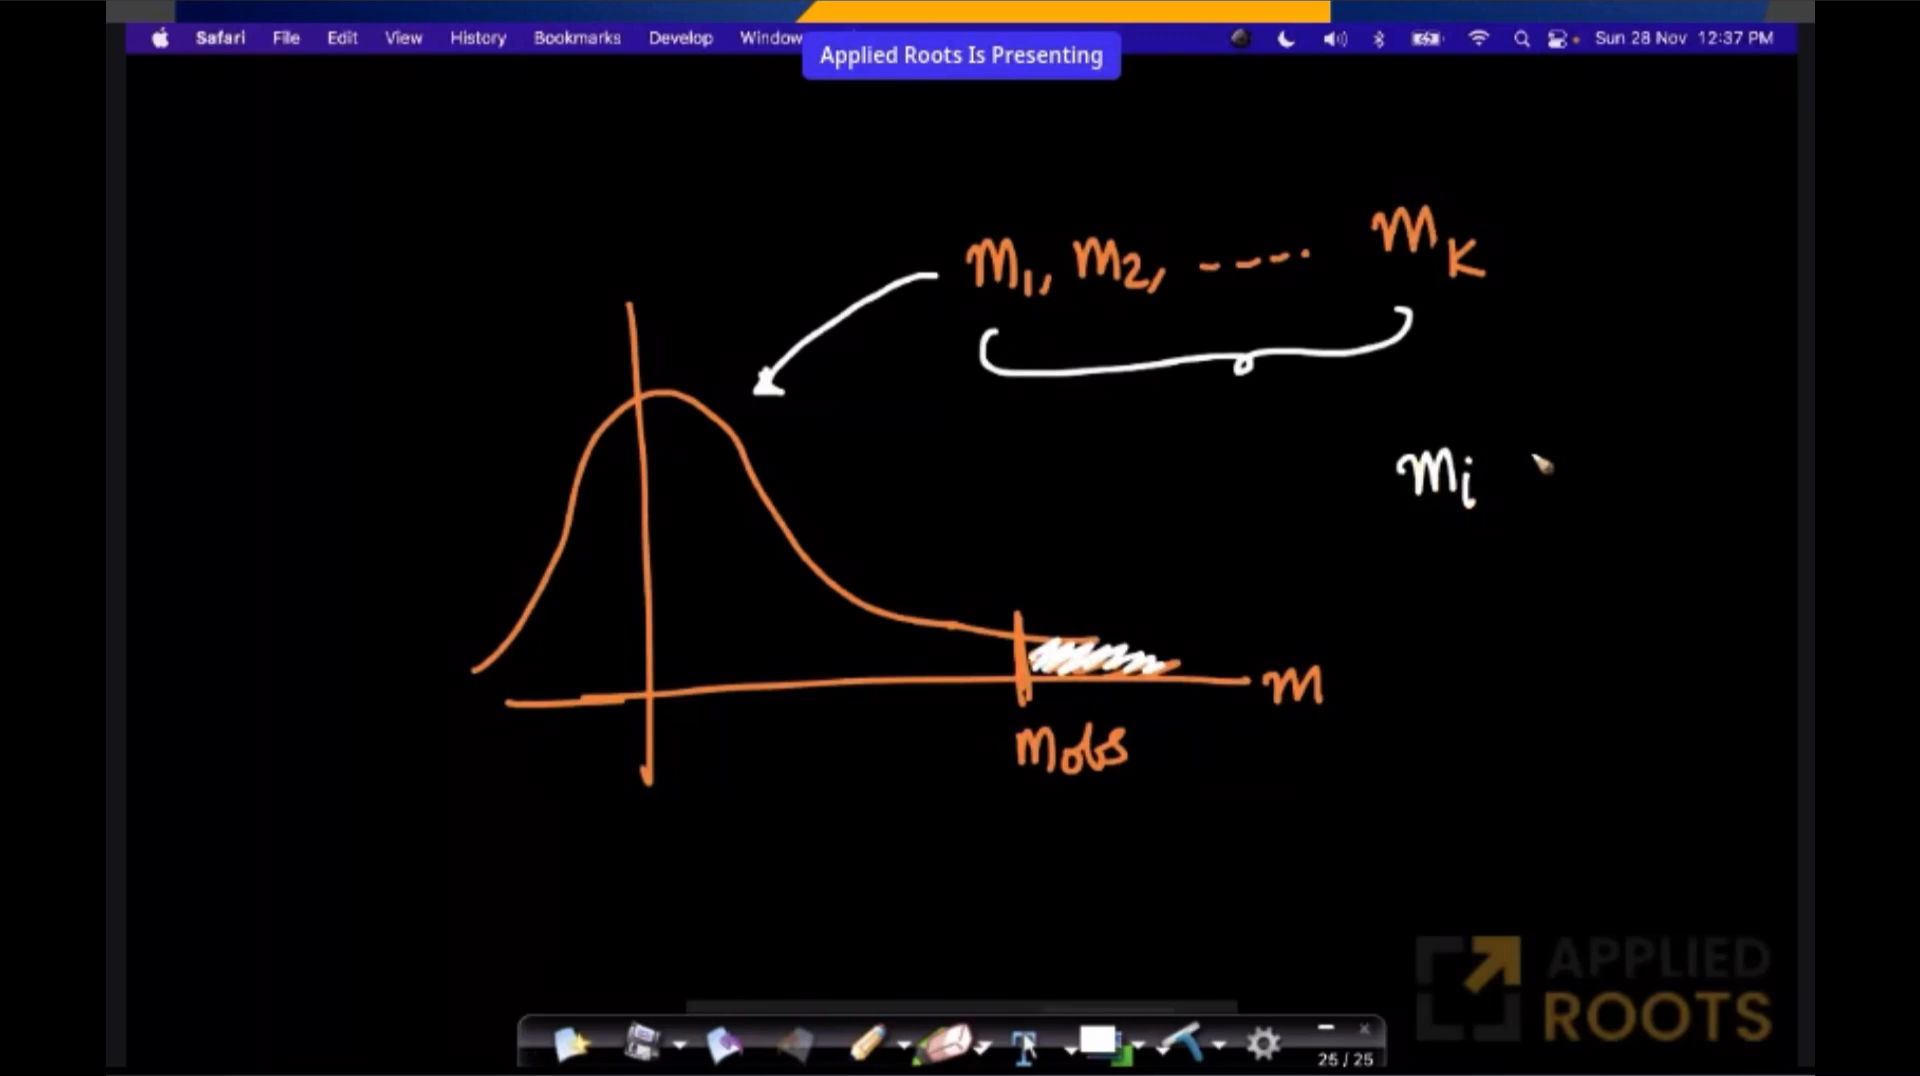 Safari File Edit View History Bookmarks Develop Window
Sun 28 Nov 12:37 PM
Applied Roots Is Presenting
m1, m2, ----. mK
mi
m
mobs
APPLIED
ROOTS
T
25 / 25